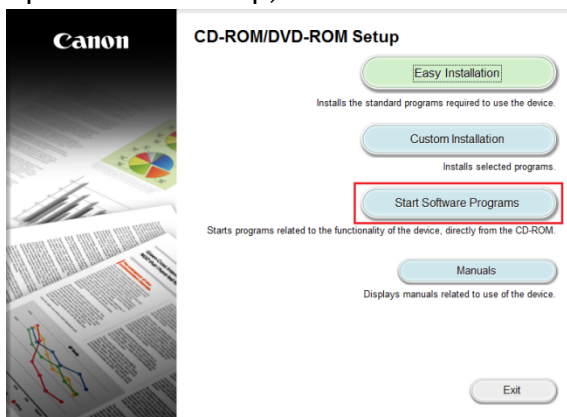 Canon
CD-ROM/DVD-ROM Setup
Easy Installation
Installs the standard programs required to use the device.
Custom Installation
Installs selected programs.
Start Software Programs
Starts programs related to the functionality of the device, directly from the CD-ROM.
Manuals
Displays manuals related to use of the device.
Exit